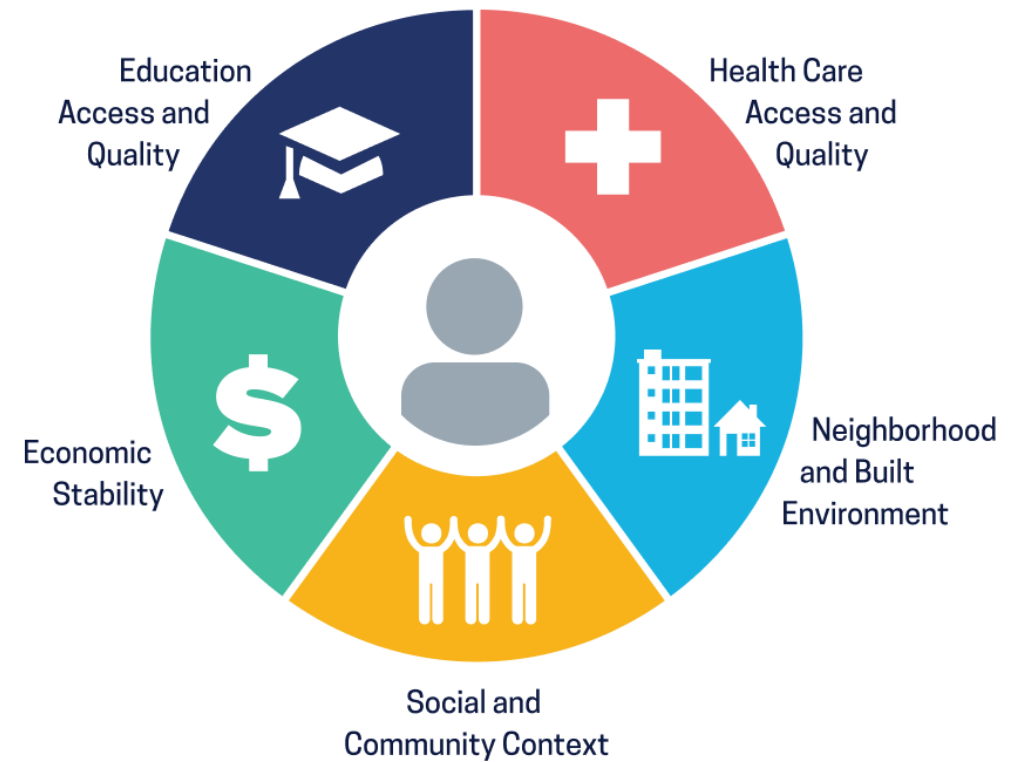 Education
Access and
Quality
Health Care
Access and
Quality
Economic
Stability
Neighborhood
and Built
Environment
Social and
Community Context